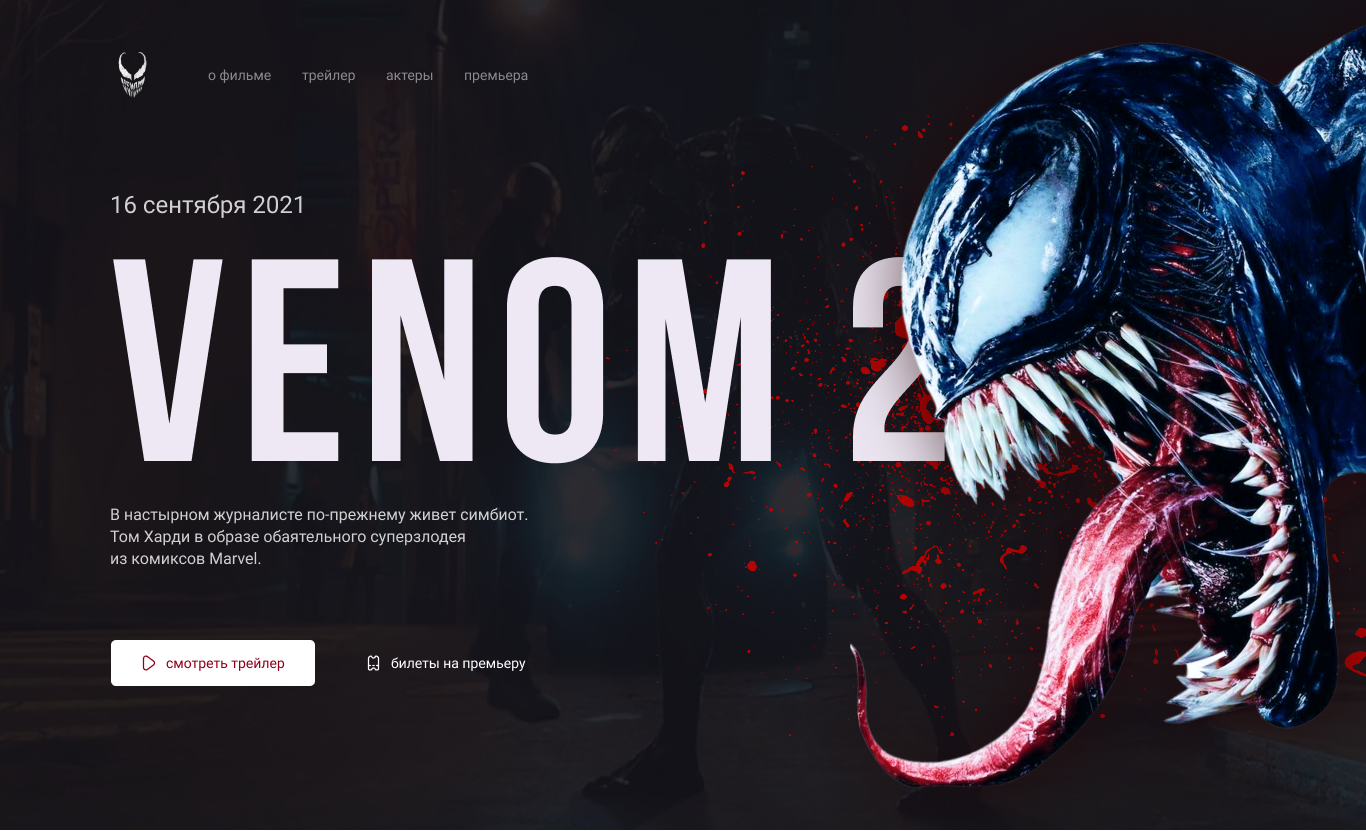 о фильме
трейлер
актеры
премьера
16 сентября 2021
VENOM 2
В настырном журналисте по-прежнему живет симбиот.
Том Харди в образе обаятельного суперзлодея
из комиксов Marvel.
смотреть трейлер
билеты на премьеру